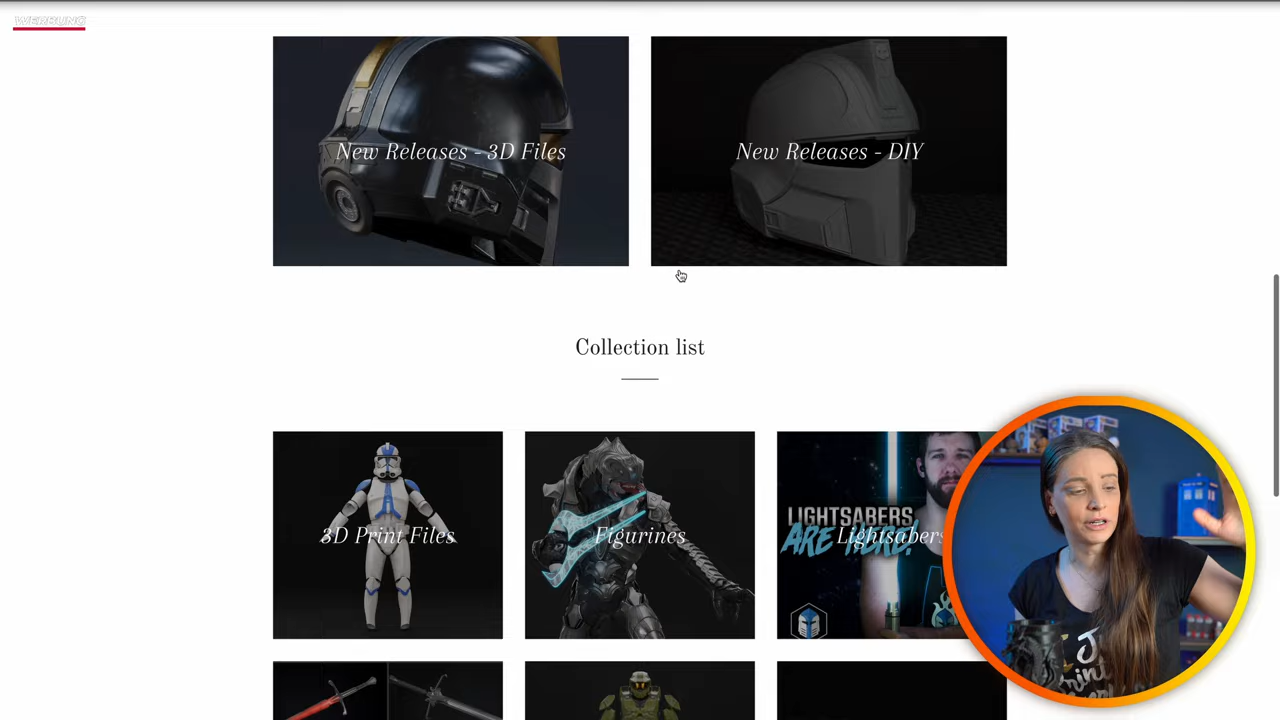 WERBUNG
New Releases - 3D Files
New Releases - DIY
Collection list
3D Print Files
Figurines
LIGHTSABERS
ARE HERE!
Lightsabers